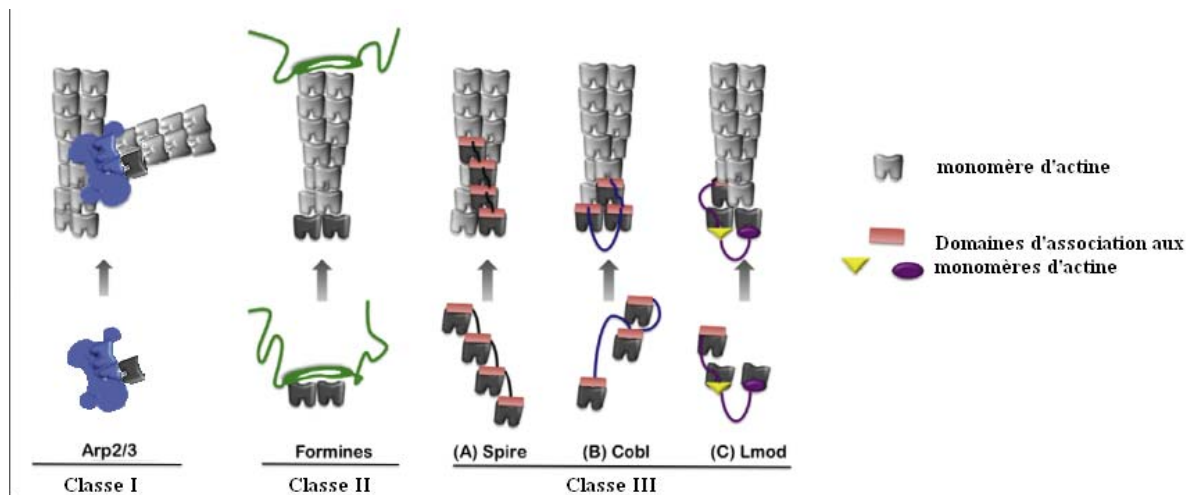 monomère d'actine
Domaines d'association aux
monomères d'actine
Arp2/3
Formines
(A) Spire
(B) Cobl
(C) Lmod
Classe I
Classe II
Classe III